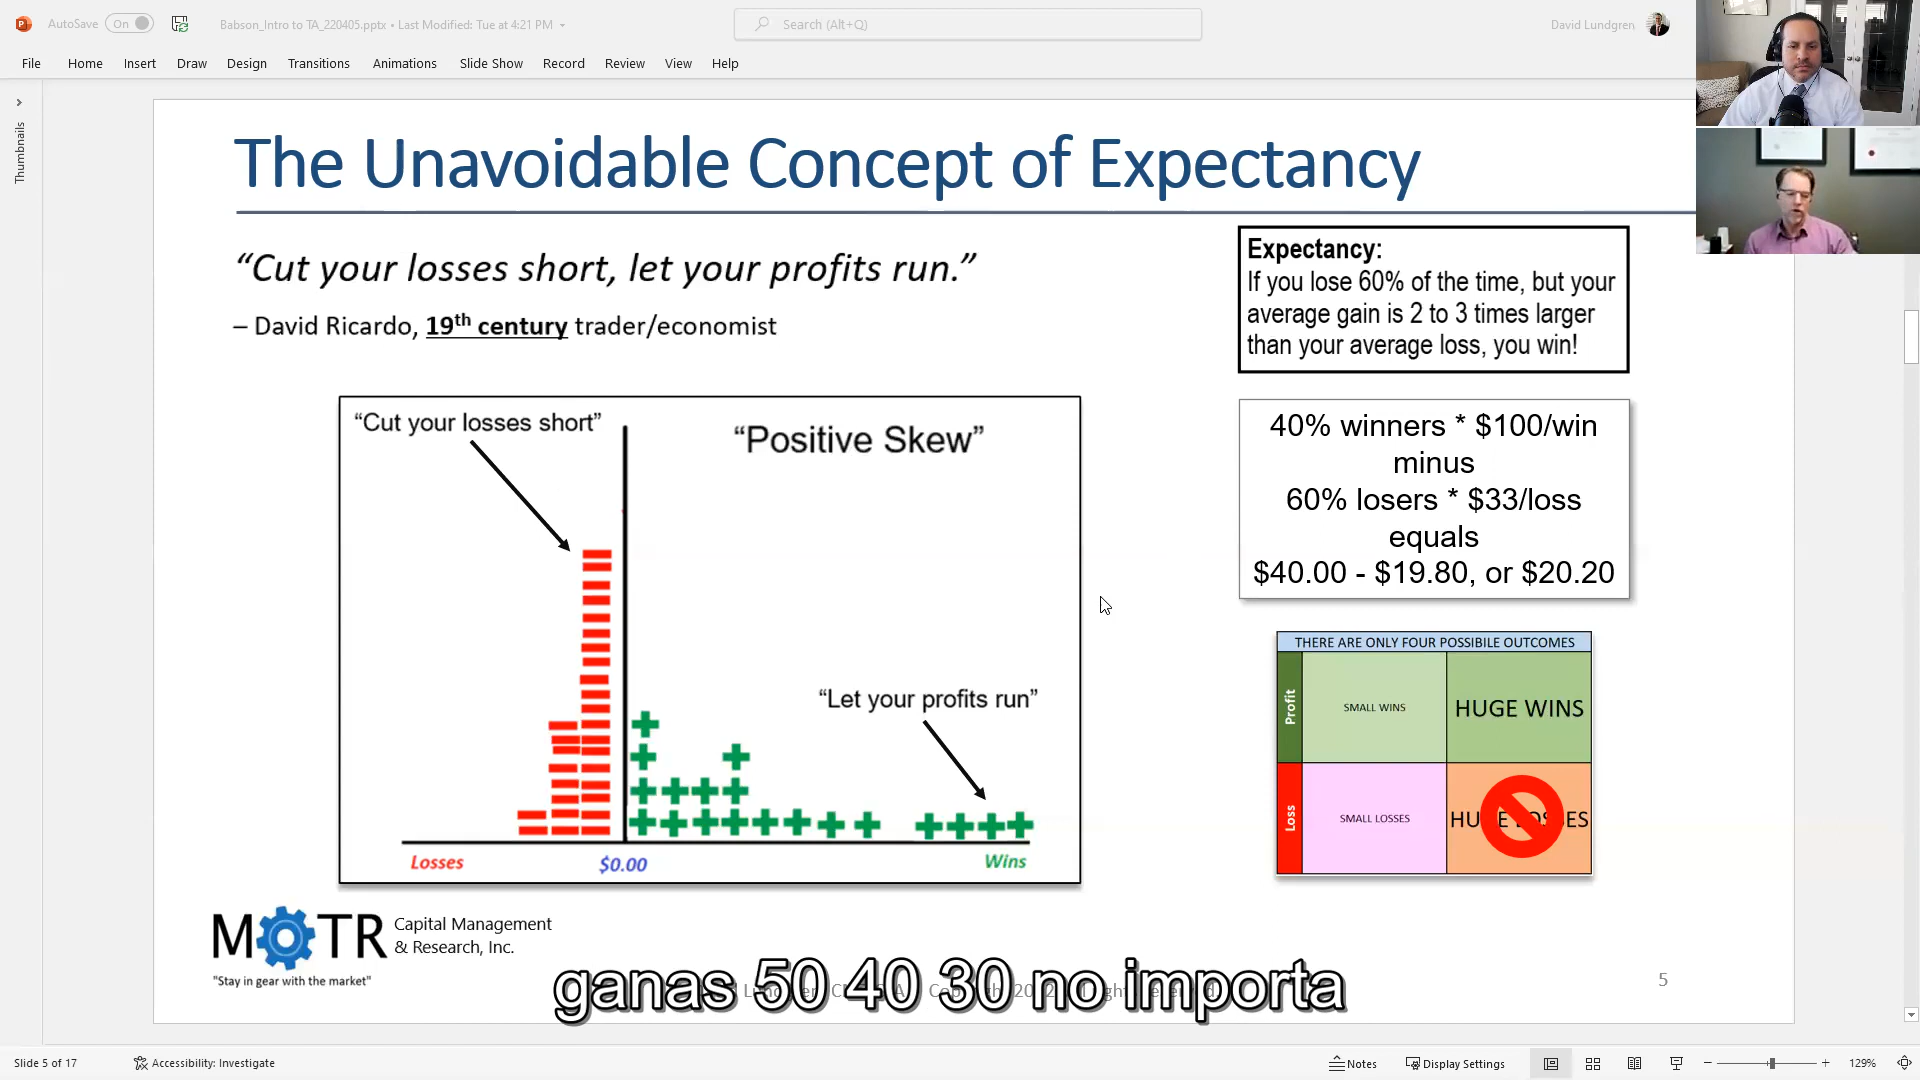 AutoSave On Babson_Intro to TA_220405.pptx • Last Modified: Tue at 4:21 PM Search (Alt+Q) David Lundgren
File Home Insert Draw Design Transitions Animations Slide Show Record Review View Help
Thumbnails
The Unavoidable Concept of Expectancy
“Cut your losses short, let your profits run.”
– David Ricardo, 19th century trader/economist
Expectancy:
If you lose 60% of the time, but your
average gain is 2 to 3 times larger
than your average loss, you win!
“Cut your losses short”
“Positive Skew”
“Let your profits run”
Losses $0.00 Wins
40% winners * $100/win
minus
60% losers * $33/loss
equals
$40.00 - $19.80, or $20.20
THERE ARE ONLY FOUR POSSIBILE OUTCOMES
Profit SMALL WINS HUGE WINS
Loss SMALL LOSSES HUGE LOSSES
MOTR Capital Management
& Research, Inc.
"Stay in gear with the market"
ganas 50 40 30 no importa
5
Slide 5 of 17 Accessibility: Investigate Notes Display Settings 129%